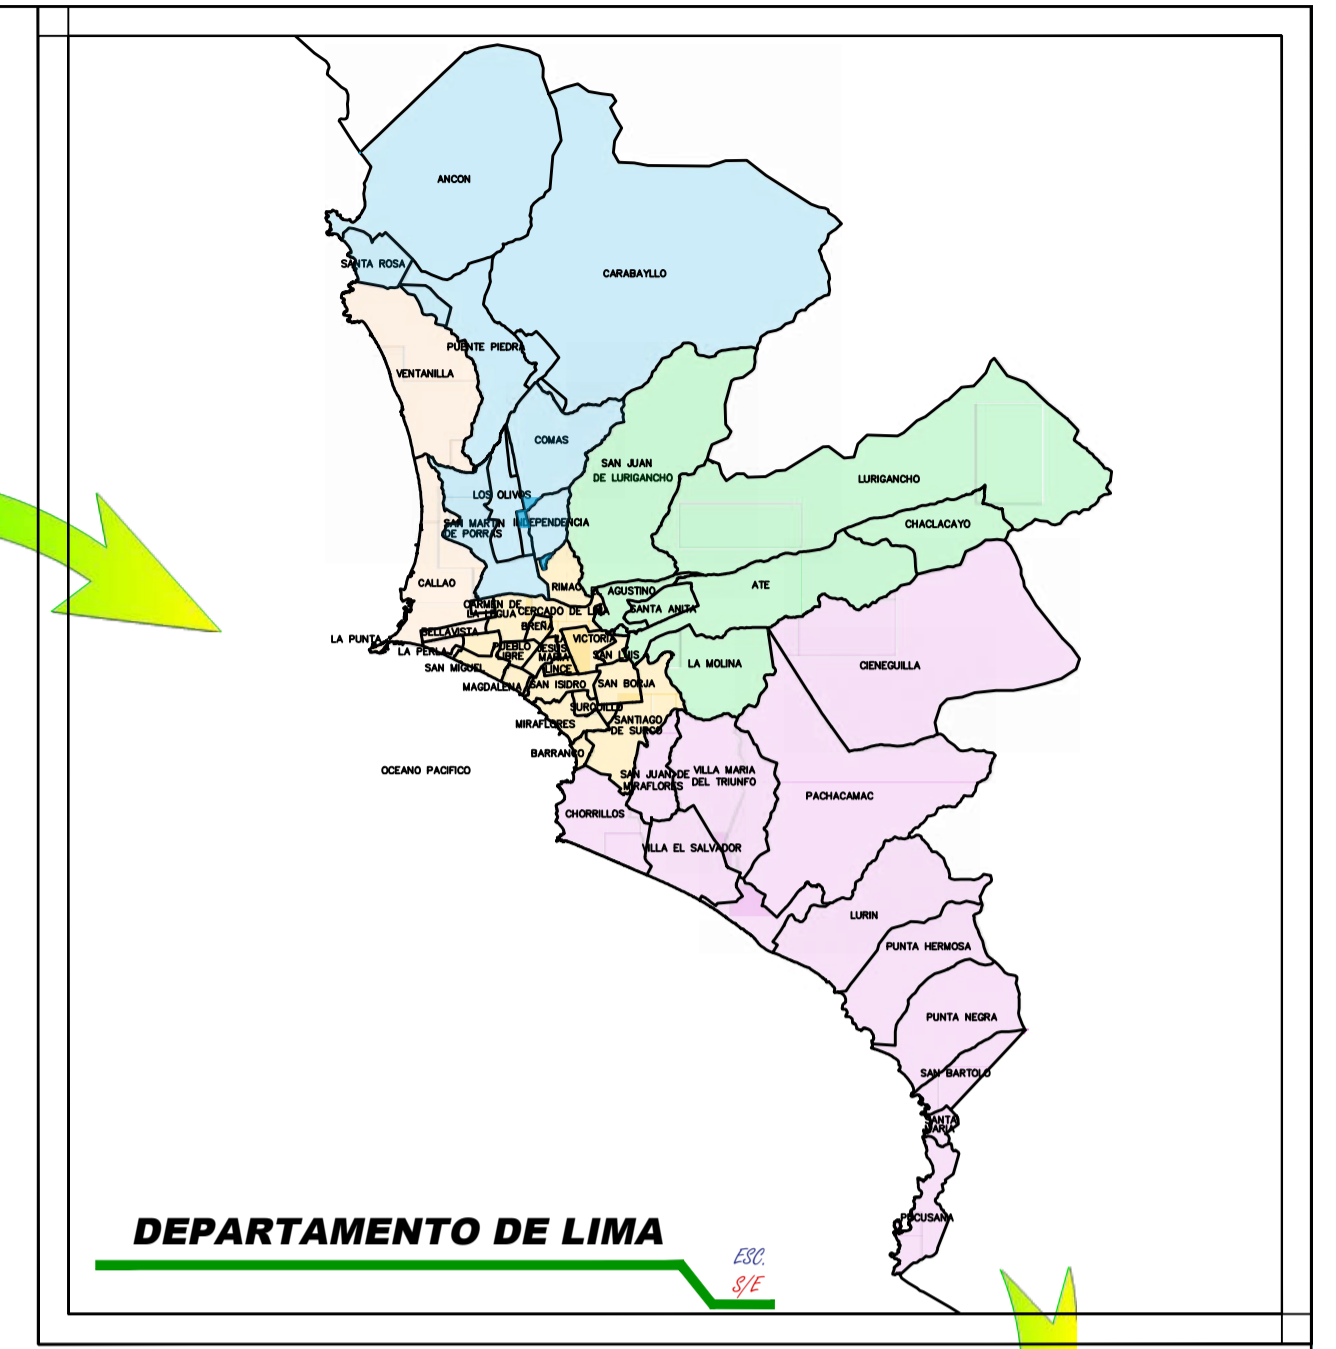 ANCON
SANTA ROSA
CARABAYLLO
PUENTE PIEDRA
VENTANILLA
COMAS
SAN JUAN
DE LURIGANCHO
LURIGANCHO
LOS OLIVOS
SAN MARTIN
DE PORRAS
INDEPENDENCIA
CHACLACAYO
CALLAO
RIMAC
EL AGUSTINO
ATE
CARMEN DE
LA LEGUA
CERCADO DE LIMA
SANTA ANITA
BREÑA
BELLAVISTA
LA PUNTA
LA
VICTORIA
LA PERLA
PUEBLO
LIBRE
JESUS
MARIA
SAN LUIS
LA MOLINA
CIENEGUILLA
SAN MIGUEL
LINCE
MAGDALENA
SAN ISIDRO
SAN BORJA
SURQUILLO
MIRAFLORES
SANTIAGO
DE SURCO
BARRANCO
OCEANO PACIFICO
SAN JUAN DE
MIRAFLORES
VILLA MARIA
DEL TRIUNFO
PACHACAMAC
CHORRILLOS
VILLA EL SALVADOR
LURIN
PUNTA HERMOSA
PUNTA NEGRA
SAN BARTOLO
SANTA
MARIA
PUCUSANA
DEPARTAMENTO DE LIMA
ESC.
S/E